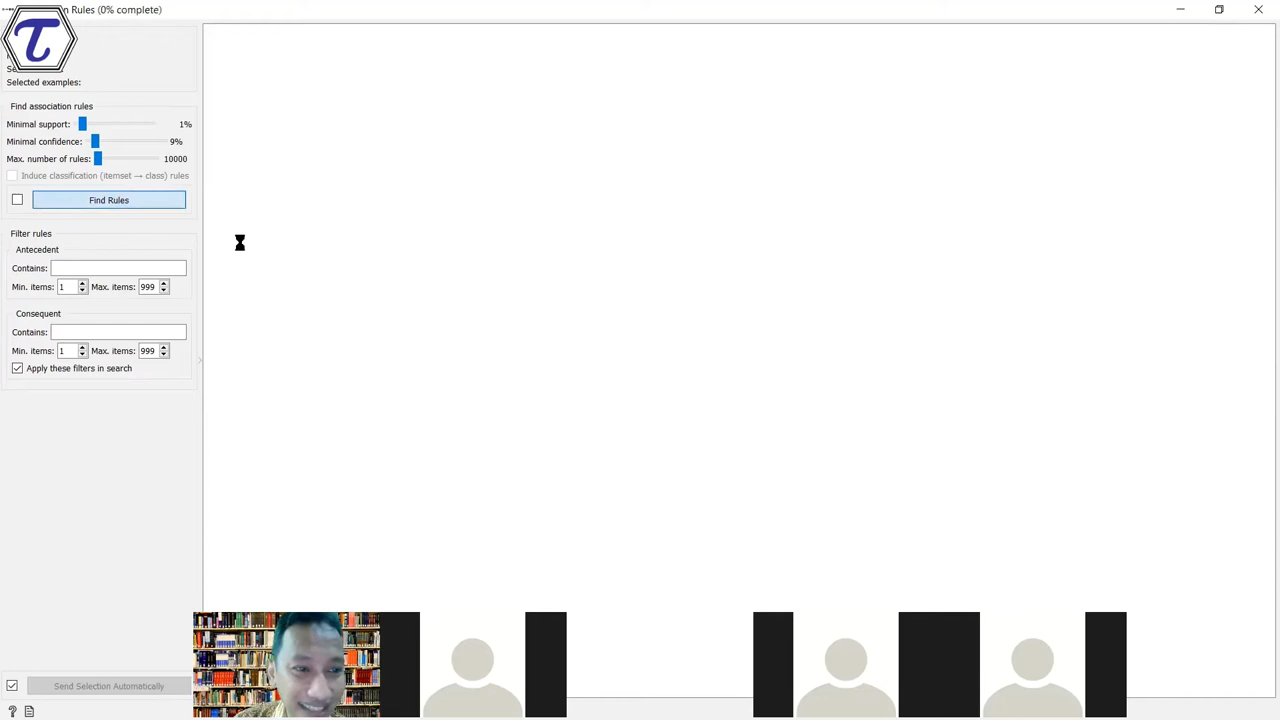 n Rules (0% complete)
Selected examples:
Find association rules
Minimal support: 1%
Minimal confidence: 9%
Max. number of rules: 10000
Induce classification (itemset → class) rules
Find Rules
Filter rules
Antecedent
Contains:
Min. items: 1 Max. items: 999
Consequent
Contains:
Min. items: 1 Max. items: 999
Apply these filters in search
Send Selection Automatically
?